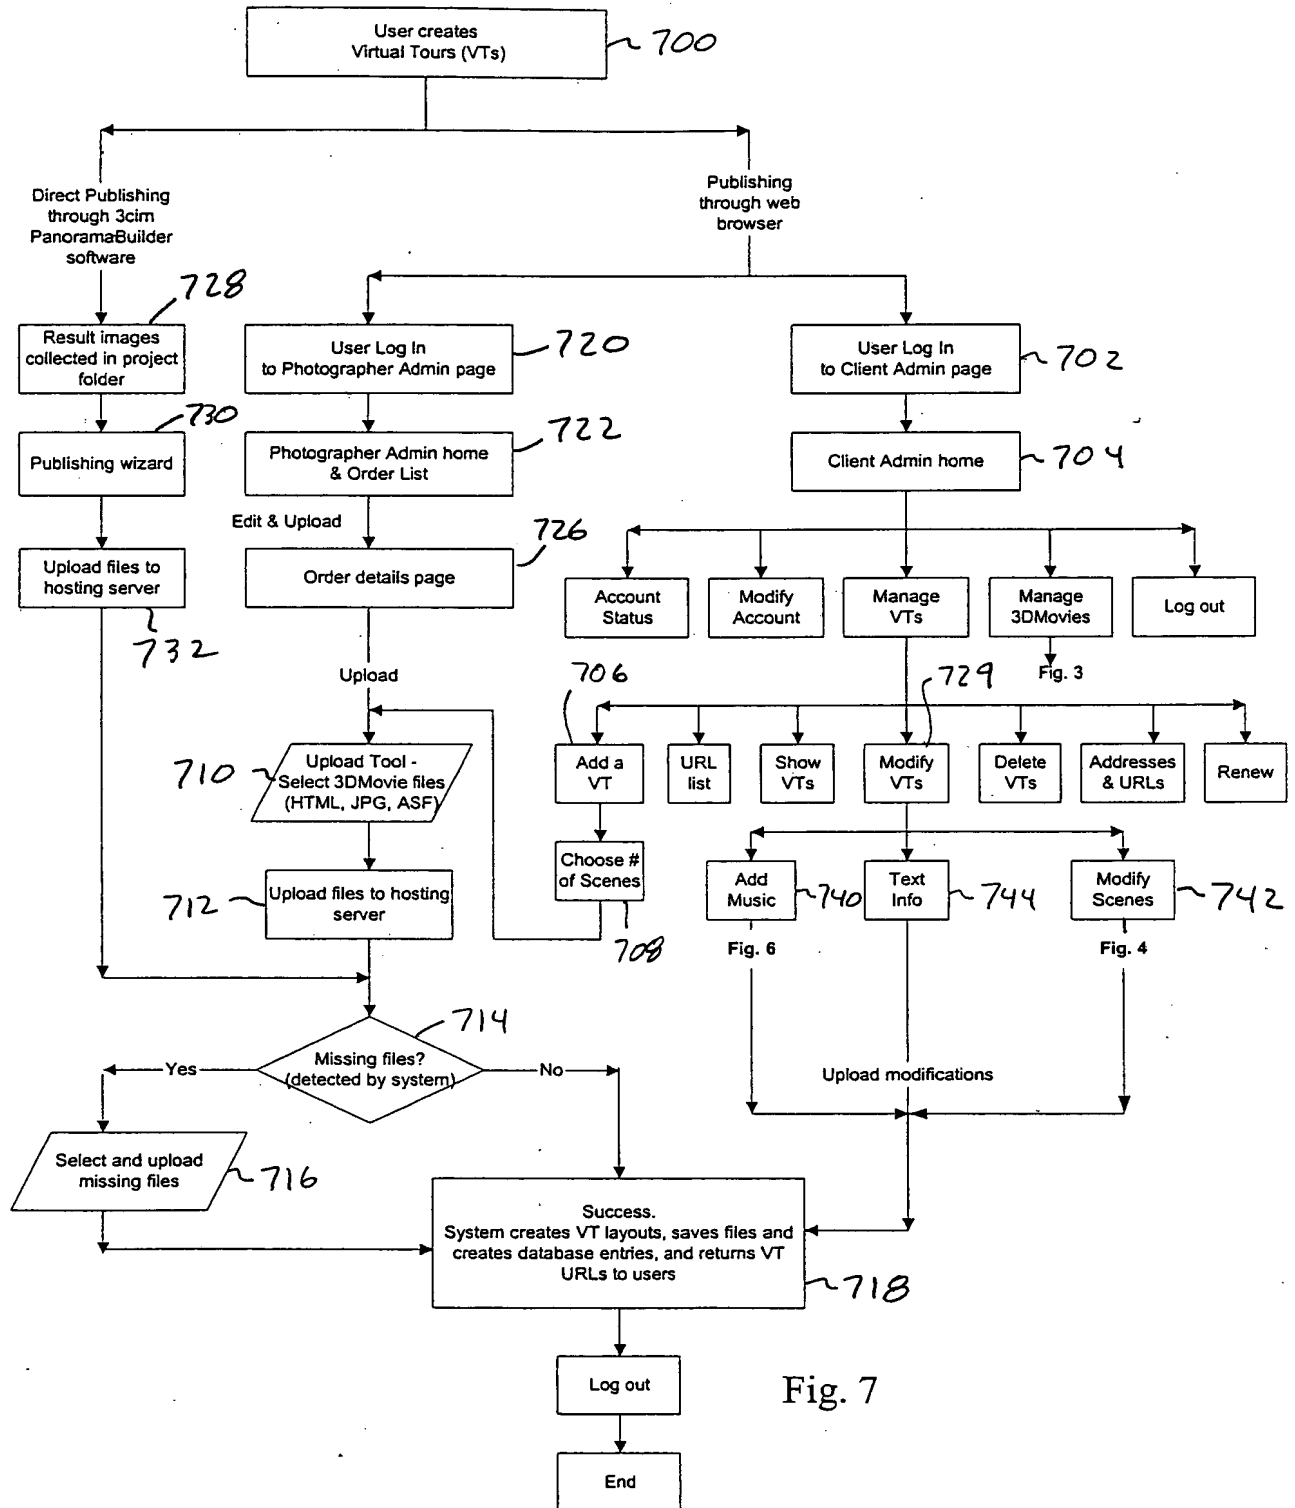 User creates
Virtual Tours (VTs)
700
Direct Publishing
through 3cim
PanoramaBuilder
software
Publishing
through web
browser
728
Result images
collected in project
folder
User Log In
to Photographer Admin page
720
User Log In
to Client Admin page
702
730
Publishing wizard
Photographer Admin home
& Order List
722
Client Admin home
704
Edit & Upload
726
Upload files to
hosting server
732
Order details page
Account
Status
Modify
Account
Manage
VTs
Manage
3DMovies
Log out
Fig. 3
Upload
706
729
710
Upload Tool -
Select 3DMovie files
(HTML, JPG, ASF)
Add a
VT
URL
list
Show
VTs
Modify
VTs
Delete
VTs
Addresses
& URLs
Renew
Choose #
of Scenes
708
Add
Music
740
Text
Info
744
Modify
Scenes
742
712
Upload files to hosting
server
Fig. 6
Fig. 4
714
Missing files?
(detected by system)
Yes
No
Upload modifications
Select and upload
missing files
716
Success.
System creates VT layouts, saves files and
creates database entries, and returns VT
URLs to users
718
Log out
Fig. 7
End